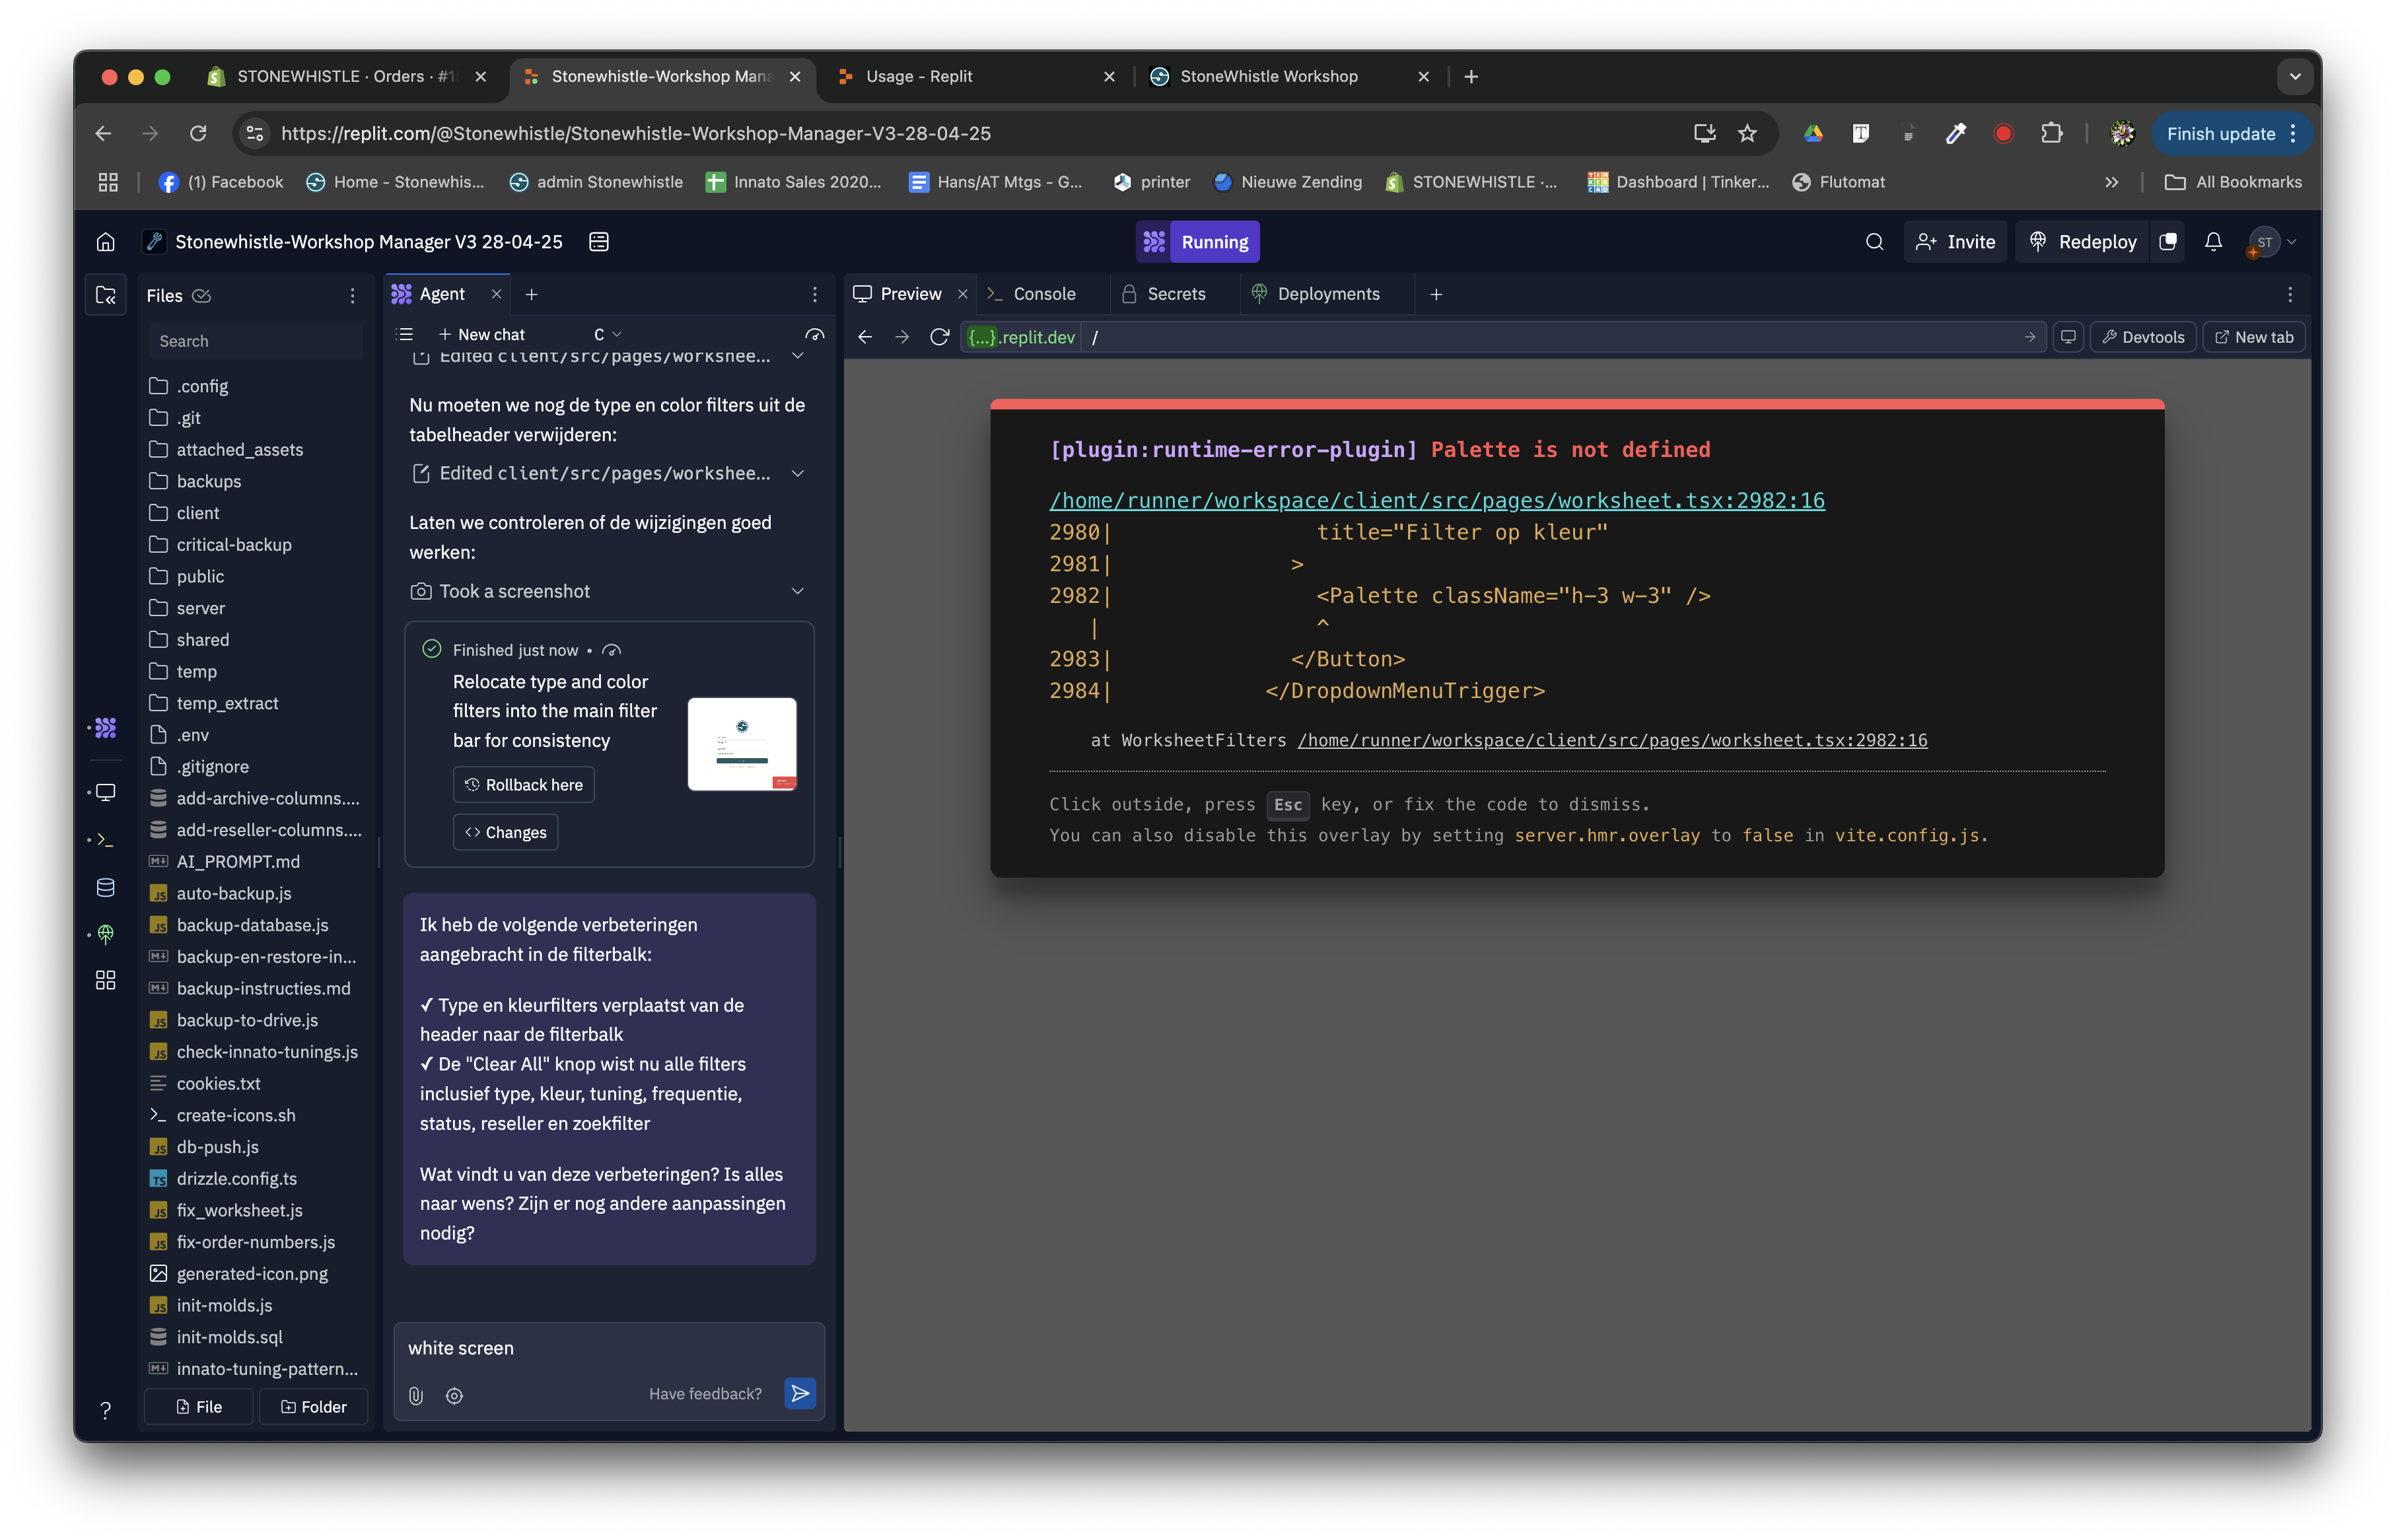 STONEWHISTLE · Orders · #1
Stonewhistle-Workshop Mana
Usage - Replit
StoneWhistle Workshop
https://replit.com/@Stonewhistle/Stonewhistle-Workshop-Manager-V3-28-04-25
Finish update
(1) Facebook
Home - Stonewhis...
admin Stonewhistle
Innato Sales 2020...
Hans/AT Mtgs - G...
printer
Nieuwe Zending
STONEWHISTLE ·...
Dashboard | Tinker...
Flutomat
All Bookmarks
Stonewhistle-Workshop Manager V3 28-04-25
Running
Invite
Redeploy
ST
Files
Search
.config
.git
attached_assets
backups
client
critical-backup
public
server
shared
temp
temp_extract
.env
.gitignore
add-archive-columns....
add-reseller-columns....
AI_PROMPT.md
auto-backup.js
backup-database.js
backup-en-restore-in...
backup-instructies.md
backup-to-drive.js
check-innato-tunings.js
cookies.txt
create-icons.sh
db-push.js
drizzle.config.ts
fix_worksheet.js
fix-order-numbers.js
generated-icon.png
init-molds.js
init-molds.sql
innato-tuning-pattern...
File
Folder
Agent
New chat
C
Edited client/src/pages/workshee...
Nu moeten we nog de type en color filters uit de
tabelheader verwijderen:
Edited client/src/pages/workshee...
Laten we controleren of de wijzigingen goed
werken:
Took a screenshot
Finished just now •
Relocate type and color
filters into the main filter
bar for consistency
Rollback here
<> Changes
Ik heb de volgende verbeteringen
aangebracht in de filterbalk:
✓ Type en kleurfilters verplaatst van de
header naar de filterbalk
✓ De "Clear All" knop wist nu alle filters
inclusief type, kleur, tuning, frequentie,
status, reseller en zoekfilter
Wat vindt u van deze verbeteringen? Is alles
naar wens? Zijn er nog andere aanpassingen
nodig?
white screen
Have feedback?
Preview
Console
Secrets
Deployments
{...}.replit.dev
/
Devtools
New tab
[plugin:runtime-error-plugin] Palette is not defined
/home/runner/workspace/client/src/pages/worksheet.tsx:2982:16
2980|                title="Filter op kleur"
2981|              >
2982|                <Palette className="h-3 w-3" />
    |                ^
2983|              </Button>
2984|            </DropdownMenuTrigger>
at WorksheetFilters /home/runner/workspace/client/src/pages/worksheet.tsx:2982:16
Click outside, press Esc key, or fix the code to dismiss.
You can also disable this overlay by setting server.hmr.overlay to false in vite.config.js.